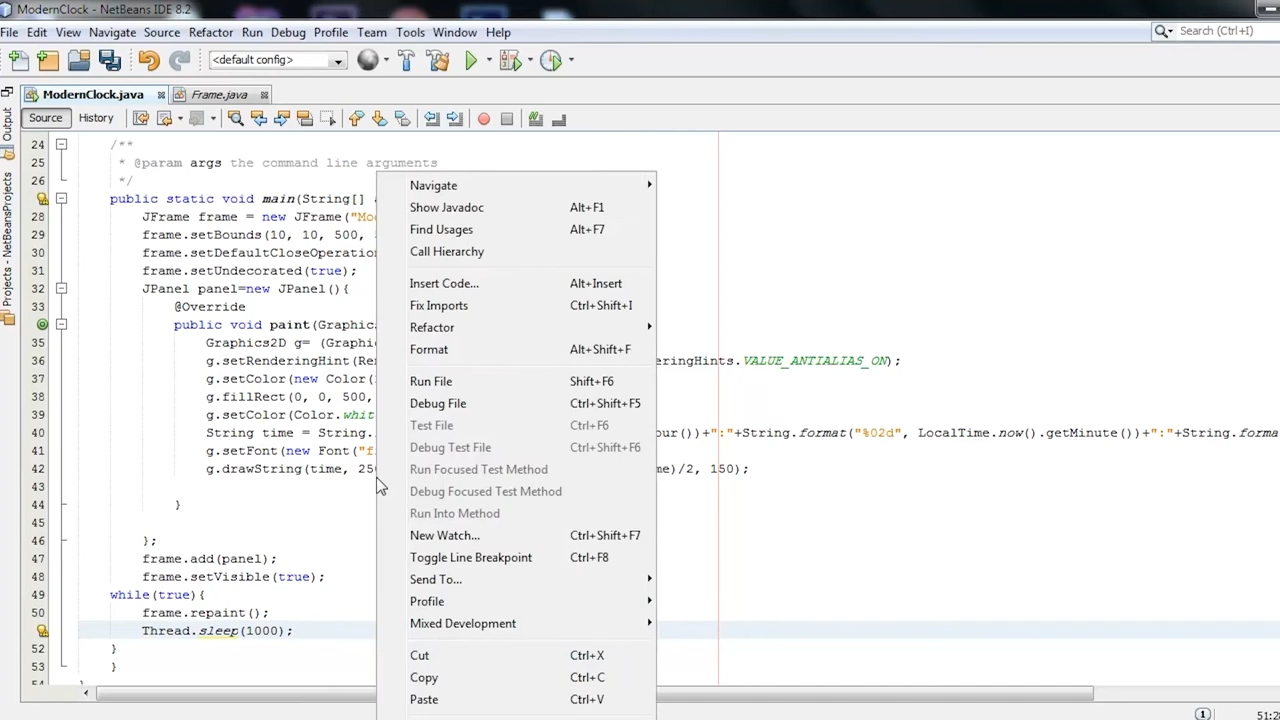 ModernClock - NetBeans IDE 8.2
File Edit View Navigate Source Refactor Run Debug Profile Team Tools Window Help
Search (Ctrl+I)
<default config>
ModernClock.java
Frame.java
Source History
Output
Projects - NetBeansProjects
24 /**
25 * @param args the command line arguments
26 */
public static void main(String[] a
28 JFrame frame = new JFrame("Mo
29 frame.setBounds(10, 10, 500, 5
30 frame.setDefaultCloseOperation
31 frame.setUndecorated(true);
32 JPanel panel=new JPanel(){
33 @Override
public void paint(Graphics
35 Graphics2D g= (Graphic
36 g.setRenderingHint(Ren eringHints.VALUE_ANTIALIAS_ON);
37 g.setColor(new Color(
38 g.fillRect(0, 0, 500,
39 g.setColor(Color.whit
40 String time = String. our())+":"+String.format("%02d", LocalTime.now().getMinute())+":"+String.forma
41 g.setFont(new Font("f
42 g.drawString(time, 250 me)/2, 150);
43
44 }
45
46 };
47 frame.add(panel);
48 frame.setVisible(true);
49 while(true){
50 frame.repaint();
Thread.sleep(1000);
52 }
53 }
54
Navigate
Show Javadoc Alt+F1
Find Usages Alt+F7
Call Hierarchy
Insert Code... Alt+Insert
Fix Imports Ctrl+Shift+I
Refactor
Format Alt+Shift+F
Run File Shift+F6
Debug File Ctrl+Shift+F5
Test File Ctrl+F6
Debug Test File Ctrl+Shift+F6
Run Focused Test Method
Debug Focused Test Method
Run Into Method
New Watch... Ctrl+Shift+F7
Toggle Line Breakpoint Ctrl+F8
Send To...
Profile
Mixed Development
Cut Ctrl+X
Copy Ctrl+C
Paste Ctrl+V
1
51:2